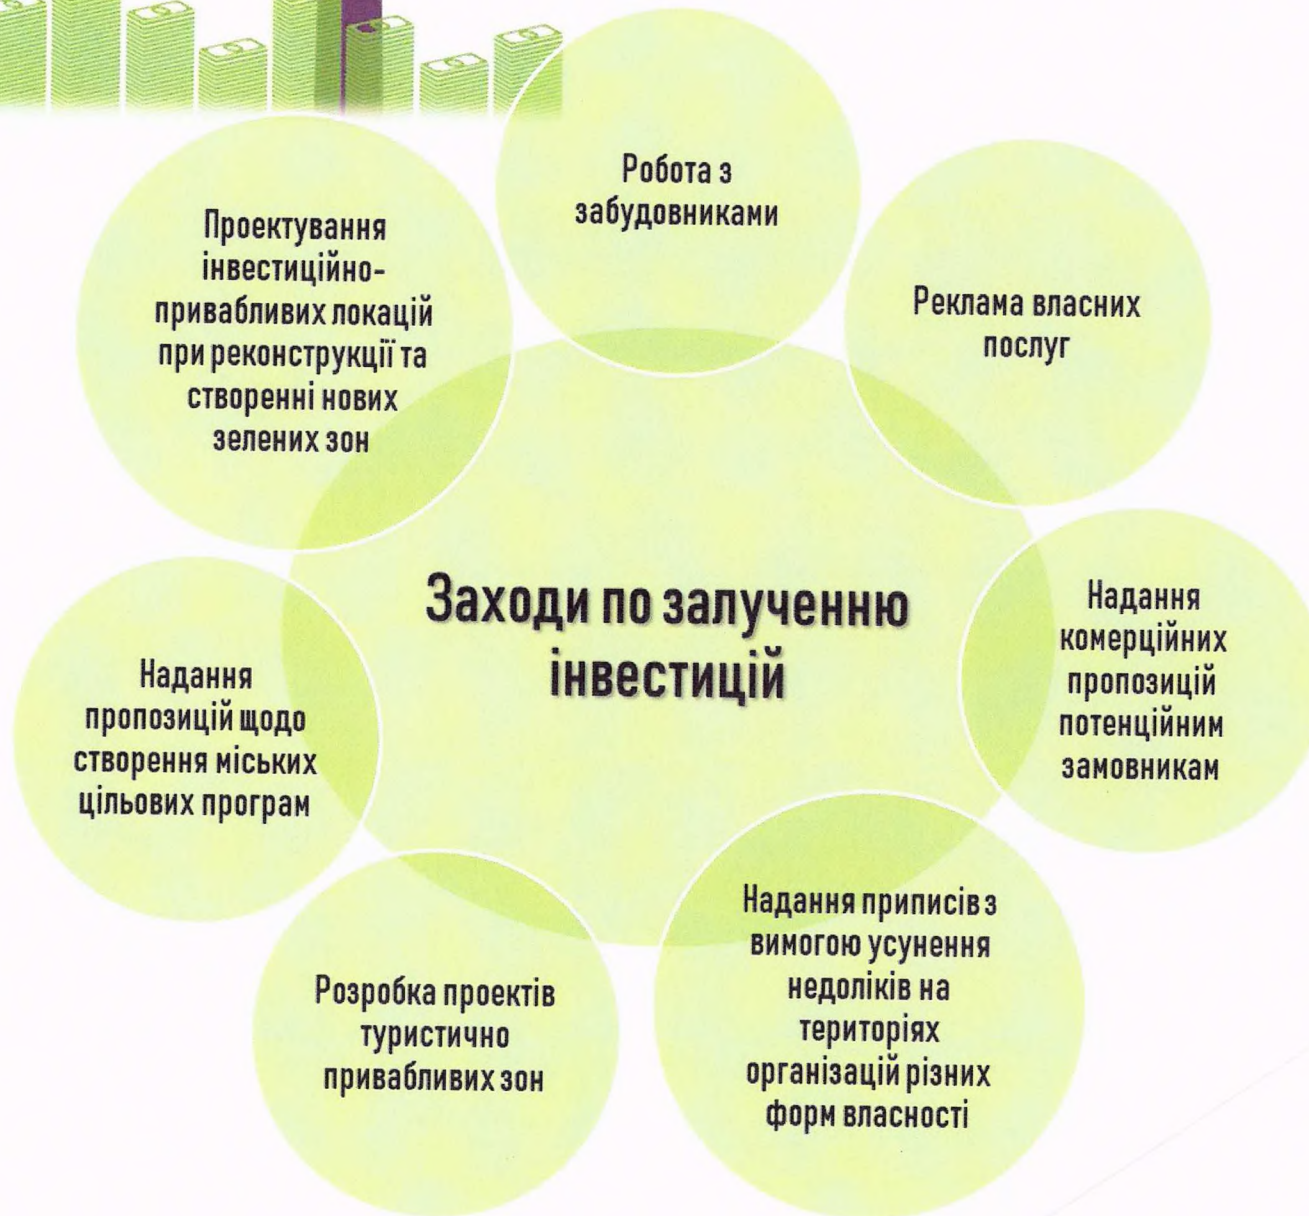 Робота з
забудовниками
Проектування
інвестиційно-
привабливих локацій
при реконструкції та
створенні нових
зелених зон
Реклама власних
послуг
Заходи по залученню
інвестицій
Надання
комерційних
пропозицій
потенційним
замовникам
Надання
пропозицій щодо
створення міських
цільових програм
Надання приписів з
вимогою усунення
недоліків на
територіях
організацій різних
форм власності
Розробка проектів
туристично
привабливих зон